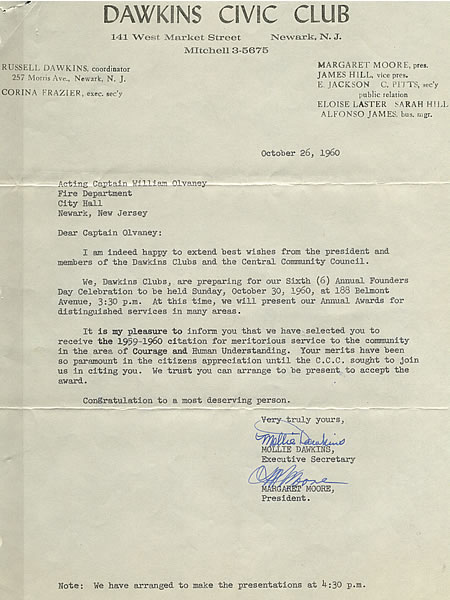 DAWKINS CIVIC CLUB
141 West Market Street Newark, N. J.
MItchell 3-5675
RUSSELL DAWKINS, coordinator
257 Morris Ave., Newark, N. J.
CORINA FRAZIER, exec. sec'y
MARGARET MOORE, pres.
JAMES HILL, vice pres.
E. JACKSON C. PITTS, sec'y
public relation
ELOISE LASTER SARAH HILL
ALFONSO JAMES, bus. mgr.
October 26, 1960
Acting Captain William Olvaney
Fire Department
City Hall
Newark, New Jersey
Dear Captain Olvaney:
I am indeed happy to extend best wishes from the president and
members of the Dawkins Clubs and the Central Community Council.
We, Dawkins Clubs, are preparing for our Sixth (6) Annual Founders
Day Celebration to be held Sunday, October 30, 1960, at 188 Belmont
Avenue, 3:30 p.m. At this time, we will present our Annual Awards for
distinguished services in many areas.
It is my pleasure to inform you that we have selected you to
receive the 1959-1960 citation for meritorious service to the community
in the area of Courage and Human Understanding. Your merits have been
so paramount in the citizens appreciation until the C.C.C. sought to join
us in citing you. We trust you can arrange to be present to accept the
award.
Congratulation to a most deserving person.
Very truly yours,
Mollie Dawkins
MOLLIE DAWKINS,
Executive Secretary
M Moore
MARGARET MOORE,
President.
Note: We have arranged to make the presentations at 4:30 p.m.